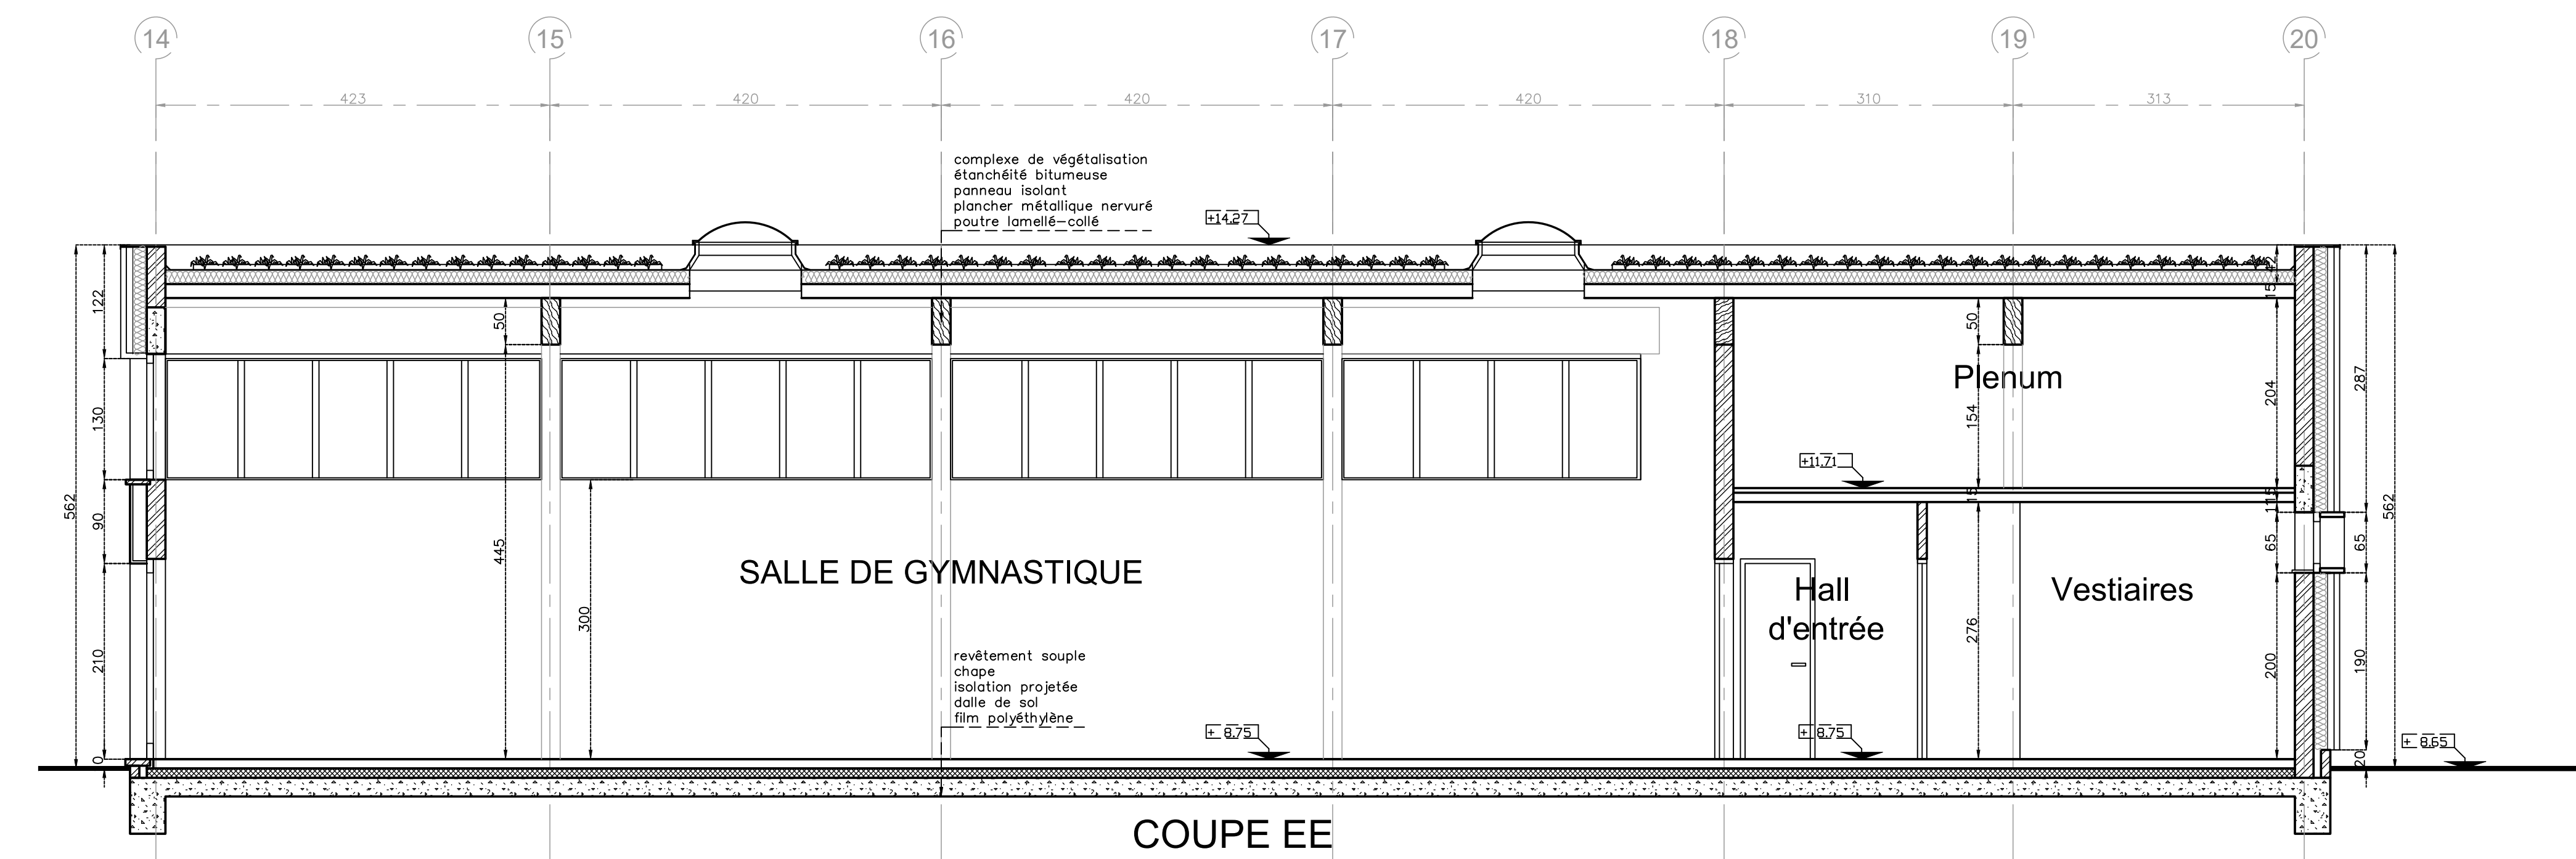 14 15 16 17 18 19 20
423 420 420 420 310 313
complexe de végétalisation
étanchéité bitumeuse
panneau isolant
plancher métallique nervuré
poutre lamellé-collé
+14.27
122
50
50
42
15
130
Plenum
204
287
154
+11.71
562
90
445
15
115
562
65
65
SALLE DE GYMNASTIQUE
300
Hall
d'entrée
Vestiaires
210
276
200
190
revêtement souple
chape
isolation projetée
dalle de sol
film polyéthylène
+ 8.75
+ 8.75
+ 8.65
0
20
COUPE EE